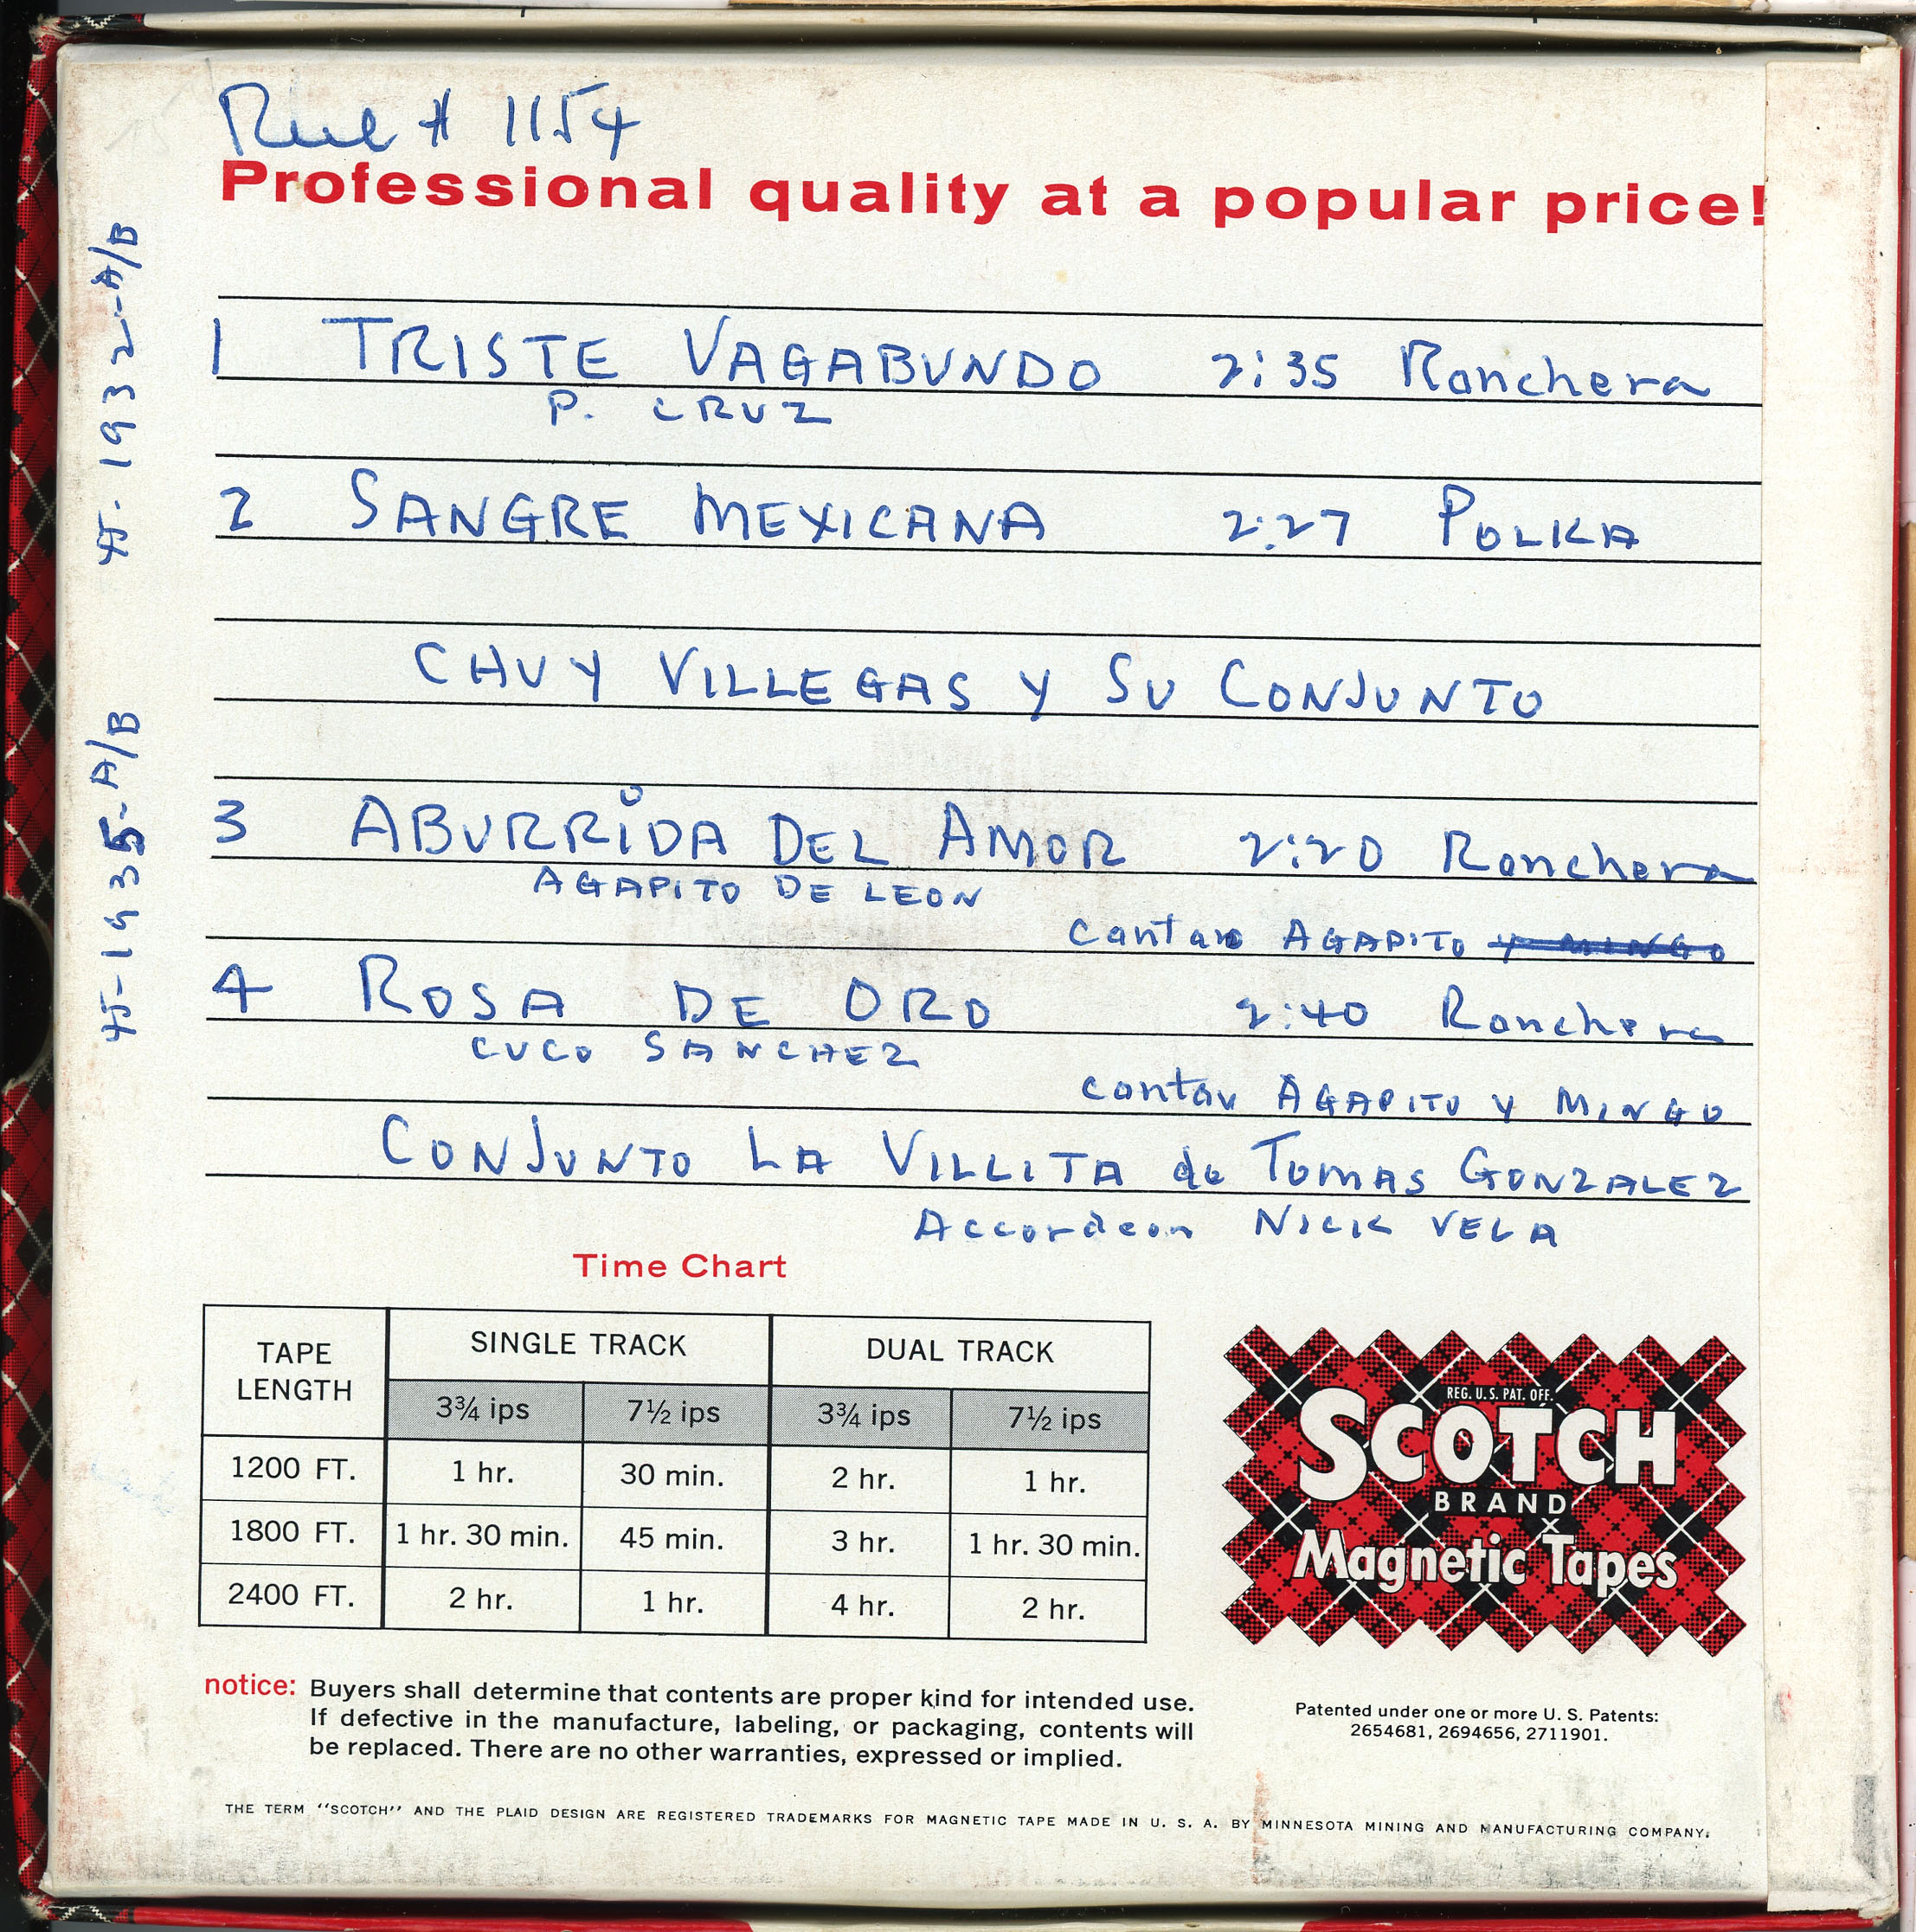 Reel # 1154
Professional quality at a popular price!
45-1932-A/B
1 TRISTE VAGABUNDO 2:35 Ranchera
P. CRUZ
2 SANGRE MEXICANA 2:27 POLKA
CHUY VILLEGAS Y SU CONJUNTO
45-1935-A/B
3 ABURRIDA DEL AMOR 2:20 Ranchera
AGAPITO DE LEON
Cantan AGAPITO Y MINGO
4 ROSA DE ORO 2:40 Ranchera
CUCO SANCHEZ
cantan AGAPITO Y MINGO
CONJUNTO LA VILLITA de TOMAS GONZALEZ
Accordeon NICK VELA
Time Chart
TAPE LENGTH SINGLE TRACK DUAL TRACK
3¾ ips 7½ ips 3¾ ips 7½ ips
1200 FT. 1 hr. 30 min. 2 hr. 1 hr.
1800 FT. 1 hr. 30 min. 45 min. 3 hr. 1 hr. 30 min.
2400 FT. 2 hr. 1 hr. 4 hr. 2 hr.
REG. U.S. PAT. OFF.
SCOTCH
BRAND
Magnetic Tapes
notice: Buyers shall determine that contents are proper kind for intended use.
If defective in the manufacture, labeling, or packaging, contents will
be replaced. There are no other warranties, expressed or implied.
Patented under one or more U. S. Patents:
2654681, 2694656, 2711901.
THE TERM "SCOTCH" AND THE PLAID DESIGN ARE REGISTERED TRADEMARKS FOR MAGNETIC TAPE MADE IN U. S. A. BY MINNESOTA MINING AND MANUFACTURING COMPANY.